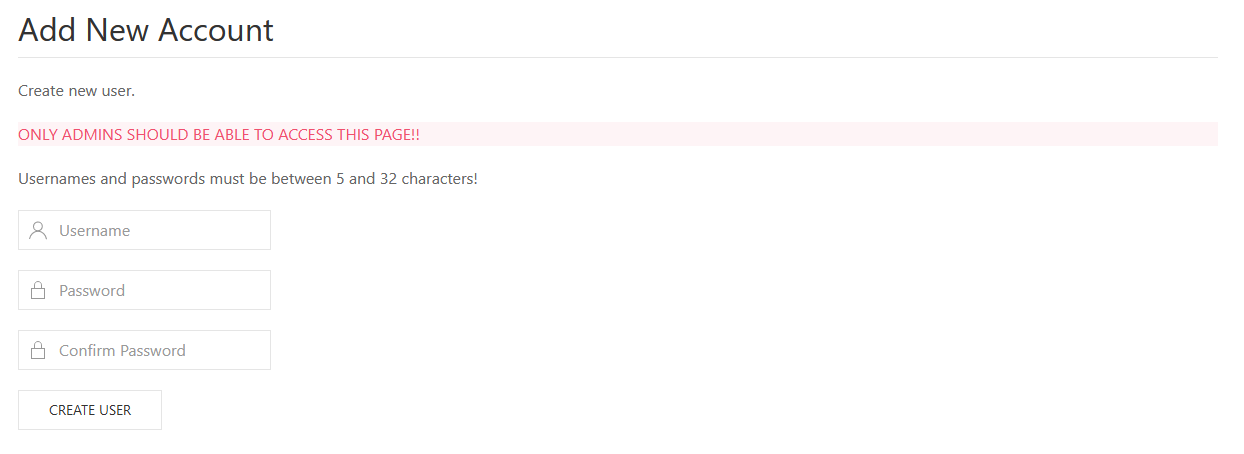 Add New Account
Create new user.
ONLY ADMINS SHOULD BE ABLE TO ACCESS THIS PAGE!!
Usernames and passwords must be between 5 and 32 characters!
Username
Password
Confirm Password
CREATE USER